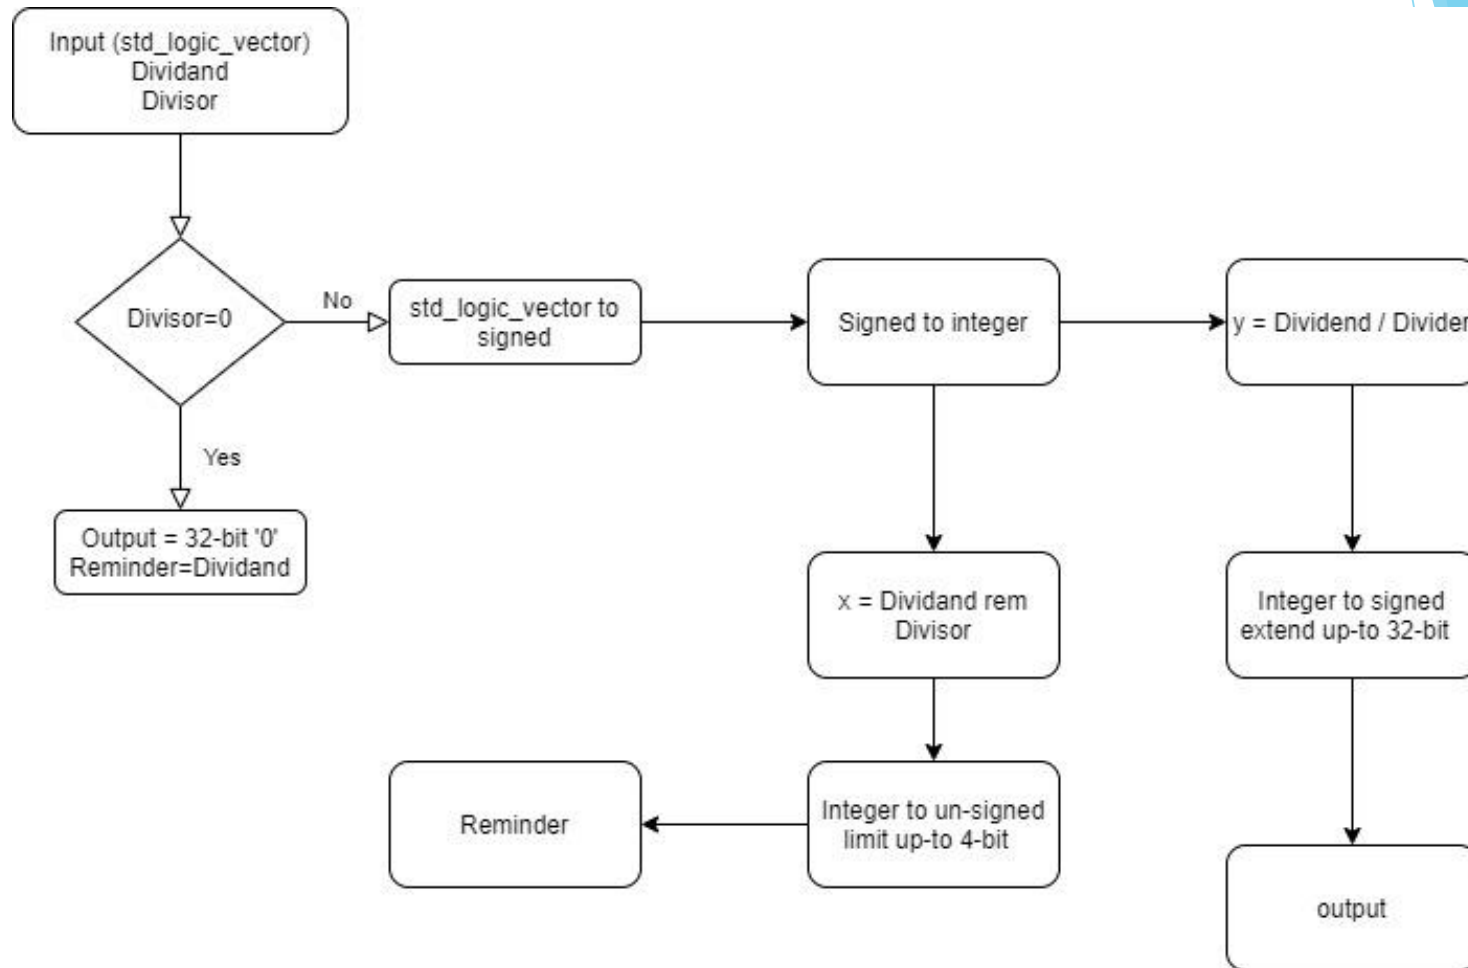 Input (std_logic_vector)
Dividand
Divisor
Divisor=0
No
std_logic_vector to
signed
Signed to integer
y = Dividend / Divider
Yes
Output = 32-bit '0'
Reminder=Dividand
x = Dividand rem
Divisor
Integer to signed
extend up-to 32-bit
Reminder
Integer to un-signed
limit up-to 4-bit
output